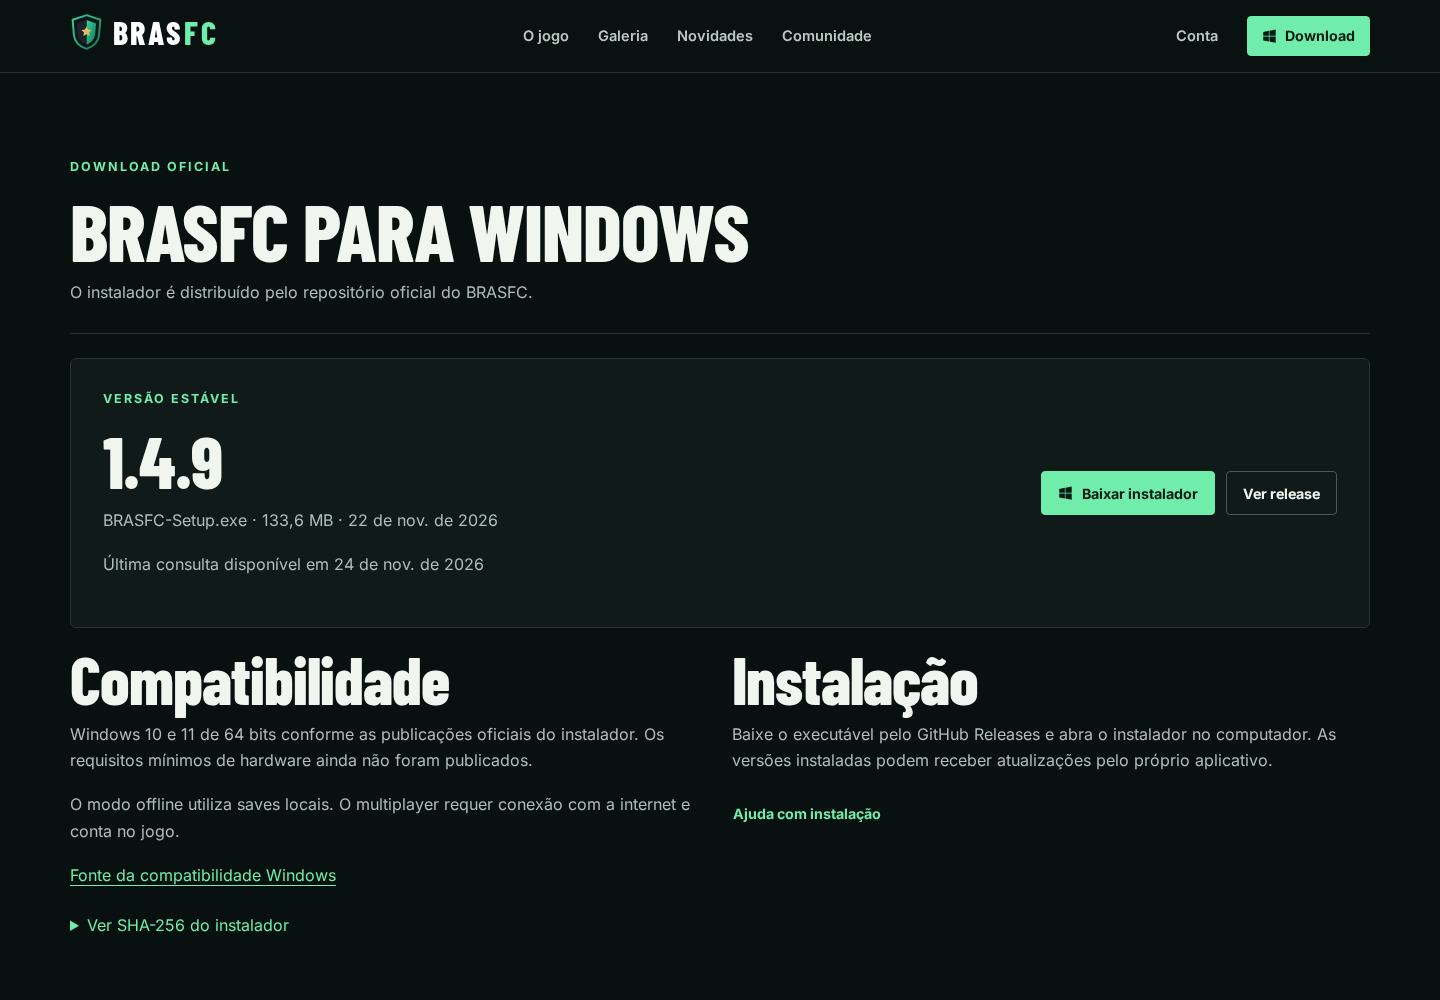 BRASFC
O jogo
Galeria
Novidades
Comunidade
Conta
Download
DOWNLOAD OFICIAL
BRASFC PARA WINDOWS
O instalador é distribuído pelo repositório oficial do BRASFC.
VERSÃO ESTÁVEL
1.4.9
BRASFC-Setup.exe · 133,6 MB · 22 de nov. de 2026
Última consulta disponível em 24 de nov. de 2026
Baixar instalador
Ver release
Compatibilidade
Windows 10 e 11 de 64 bits conforme as publicações oficiais do instalador. Os
requisitos mínimos de hardware ainda não foram publicados.
O modo offline utiliza saves locais. O multiplayer requer conexão com a internet e
conta no jogo.
Fonte da compatibilidade Windows
Ver SHA-256 do instalador
Instalação
Baixe o executável pelo GitHub Releases e abra o instalador no computador. As
versões instaladas podem receber atualizações pelo próprio aplicativo.
Ajuda com instalação